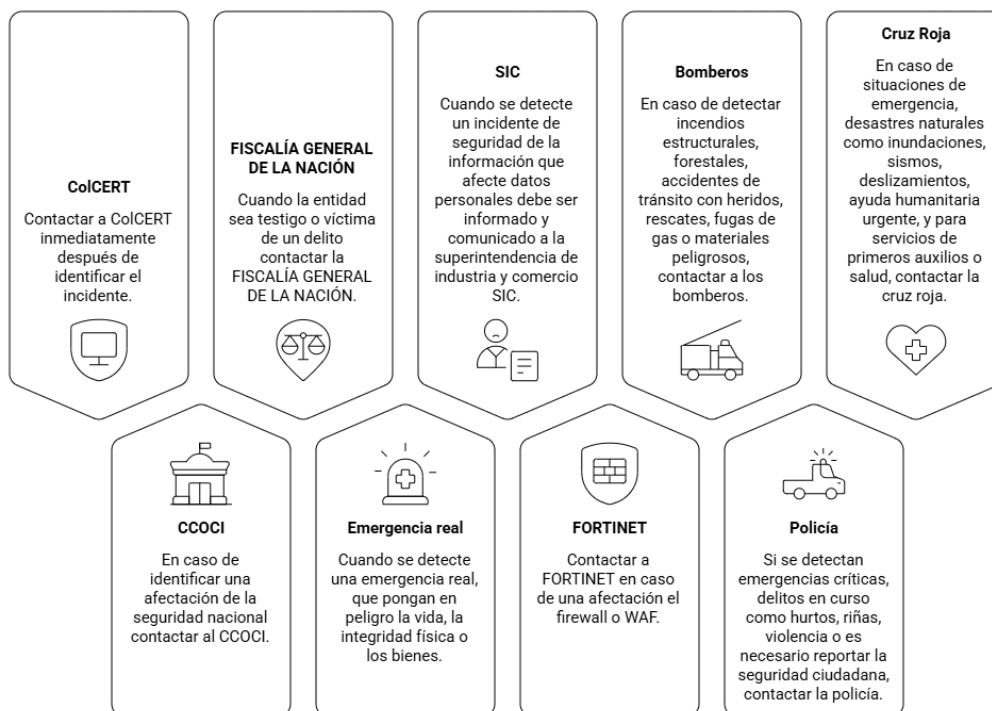 ColCERT
Contactar a ColCERT
inmediatamente
después de
identificar el
incidente.
FISCALÍA GENERAL
DE LA NACIÓN
Cuando la entidad
sea testigo o víctima
de un delito
contactar la
FISCALÍA GENERAL
DE LA NACIÓN.
SIC
Cuando se detecte
un incidente de
seguridad de la
información que
afecte datos
personales debe ser
informado y
comunicado a la
superintendencia de
industria y comercio
SIC.
Bomberos
En caso de detectar
incendios
estructurales,
forestales,
accidentes de
tránsito con heridos,
rescates, fugas de
gas o materiales
peligrosos,
contactar a los
bomberos.
Cruz Roja
En caso de
situaciones de
emergencia,
desastres naturales
como inundaciones,
sismos,
deslizamientos,
ayuda humanitaria
urgente, y para
servicios de
primeros auxilios o
salud, contactar la
cruz roja.
CCOCI
En caso de
identificar una
afectación de la
seguridad nacional
contactar al CCOCI.
Emergencia real
Cuando se detecte
una emergencia real,
que pongan en
peligro la vida, la
integridad física o
los bienes.
FORTINET
Contactar a
FORTINET en caso
de una afectación el
firewall o WAF.
Policía
Si se detectan
emergencias críticas,
delitos en curso
como hurtos, riñas,
violencia o es
necesario reportar la
seguridad ciudadana,
contactar la policía.